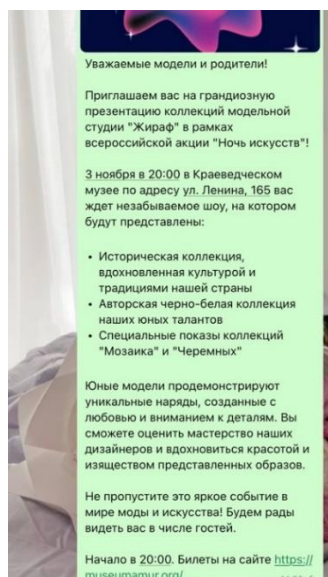 Уважаемые модели и родители!
Приглашаем вас на грандиозную
презентацию коллекций модельной
студии "Жираф" в рамках
всероссийской акции "Ночь искусств"!
3 ноября в 20:00 в Краеведческом
музее по адресу ул. Ленина, 165 вас
ждет незабываемое шоу, на котором
будут представлены:
• Историческая коллекция,
вдохновленная культурой и
традициями нашей страны
• Авторская черно-белая коллекция
наших юных талантов
• Специальные показы коллекций
"Мозаика" и "Черемных"
Юные модели продемонстрируют
уникальные наряды, созданные с
любовью и вниманием к деталям. Вы
сможете оценить мастерство наших
дизайнеров и вдохновиться красотой и
изяществом представленных образов.
Не пропустите это яркое событие в
мире моды и искусства! Будем рады
видеть вас в числе гостей.
Начало в 20:00. Билеты на сайте https://
museumamur.org/